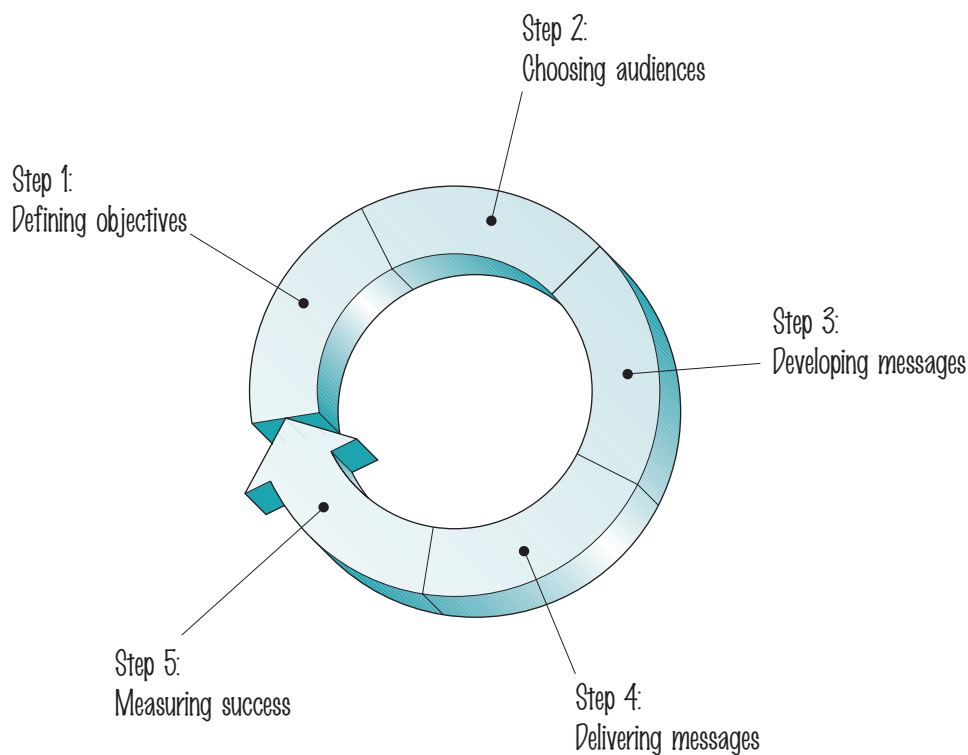 Step 1:
Defining objectives
Step 2:
Choosing audiences
Step 3:
Developing messages
Step 4:
Delivering messages
Step 5:
Measuring success